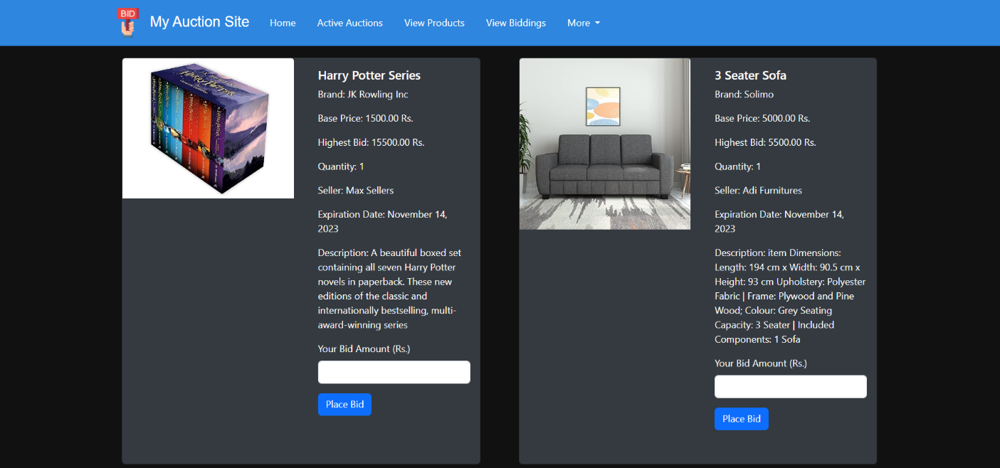 BID
My Auction Site
Home
Active Auctions
View Products
View Biddings
More
HARRY POTTER
Harry Potter Series
Brand: JK Rowling Inc
Base Price: 1500.00 Rs.
Highest Bid: 15500.00 Rs.
Quantity: 1
Seller: Max Sellers
Expiration Date: November 14,
2023
Description: A beautiful boxed set
containing all seven Harry Potter
novels in paperback. These new
editions of the classic and
internationally bestselling, multi-
award-winning series
Your Bid Amount (Rs.)
Place Bid
3 Seater Sofa
Brand: Solimo
Base Price: 5000.00 Rs.
Highest Bid: 5500.00 Rs.
Quantity: 1
Seller: Adi Furnitures
Expiration Date: November 14,
2023
Description: item Dimensions:
Length: 194 cm x Width: 90.5 cm x
Height: 93 cm Upholstery: Polyester
Fabric | Frame: Plywood and Pine
Wood; Colour: Grey Seating
Capacity: 3 Seater | Included
Components: 1 Sofa
Your Bid Amount (Rs.)
Place Bid